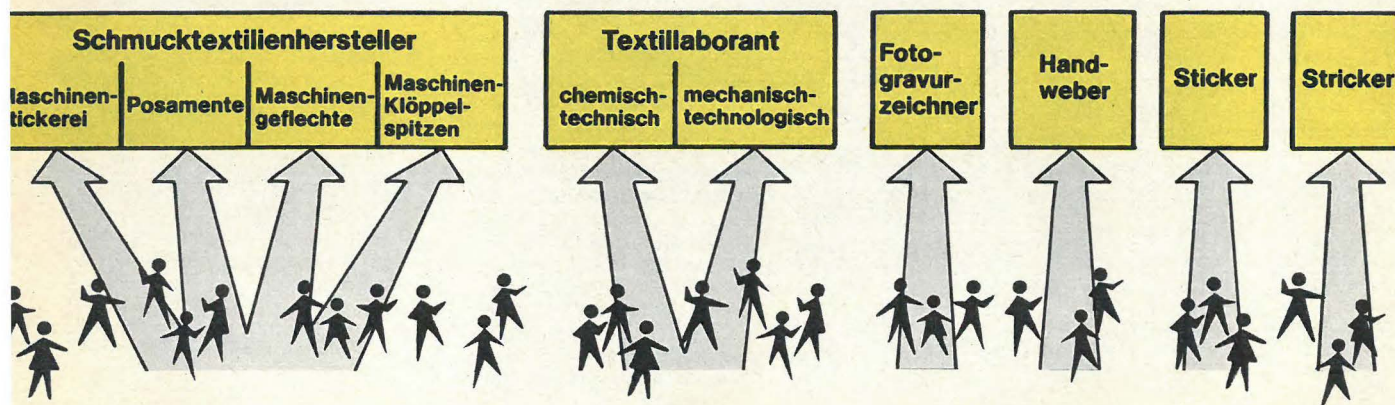 Schmucktextilienhersteller
aschinen-
tickerei
Posamente
Maschinen-
geflechte
Maschinen-
Klöppel-
spitzen
Textillaborant
chemisch-
technisch
mechanisch-
technologisch
Foto-
gravur-
zeichner
Hand-
weber
Sticker
Stricker